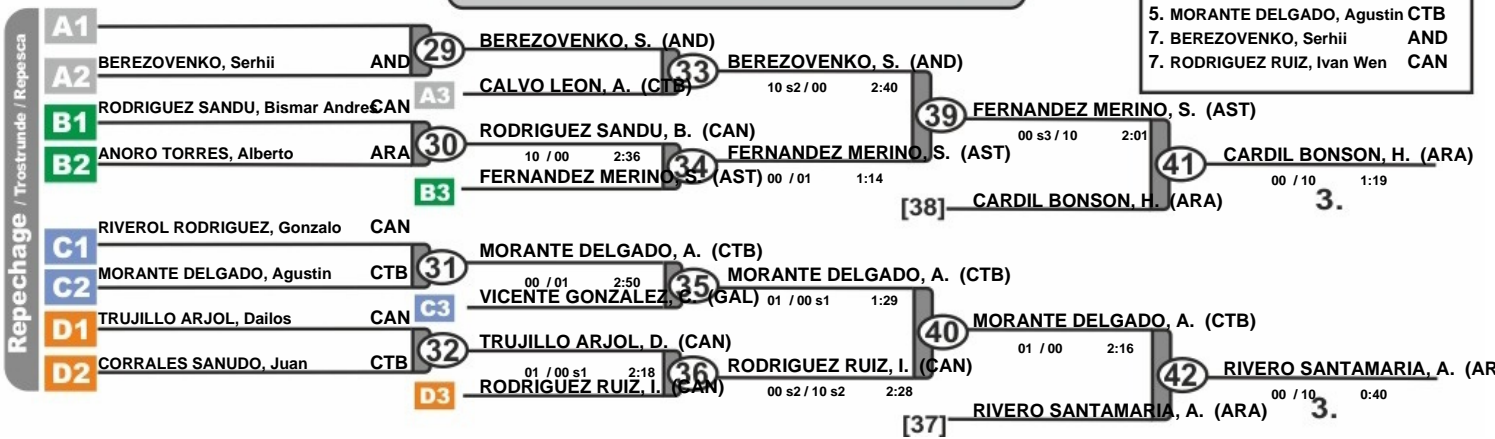 5. MORANTE DELGADO, Agustin CTB
7. BEREZOVENKO, Serhii AND
7. RODRIGUEZ RUIZ, Ivan Wen CAN
Repechage / Trostrunde / Repesca
A1
A2
BEREZOVENKO, Serhii AND
29
BEREZOVENKO, S. (AND)
A3
CALVO LEON, A. (CTB)
33
BEREZOVENKO, S. (AND)
10 s2 / 00 2:40
B1
RODRIGUEZ SANDU, Bismar Andres CAN
B2
ANORO TORRES, Alberto ARA
30
RODRIGUEZ SANDU, B. (CAN)
10 / 00 2:36
B3
FERNANDEZ MERINO, S. (AST)
34
FERNANDEZ MERINO, S. (AST)
00 / 01 1:14
39
FERNANDEZ MERINO, S. (AST)
00 s3 / 10 2:01
[38]
CARDIL BONSON, H. (ARA)
41
CARDIL BONSON, H. (ARA)
00 / 10 1:19
3.
C1
RIVEROL RODRIGUEZ, Gonzalo CAN
C2
MORANTE DELGADO, Agustin CTB
31
MORANTE DELGADO, A. (CTB)
00 / 01 2:50
C3
VICENTE GONZALEZ, C. (GAL)
35
MORANTE DELGADO, A. (CTB)
01 / 00 s1 1:29
D1
TRUJILLO ARJOL, Dailos CAN
D2
CORRALES SANUDO, Juan CTB
32
TRUJILLO ARJOL, D. (CAN)
01 / 00 s1 2:18
D3
RODRIGUEZ RUIZ, I. (CAN)
36
RODRIGUEZ RUIZ, I. (CAN)
00 s2 / 10 s2 2:28
40
MORANTE DELGADO, A. (CTB)
01 / 00 2:16
[37]
RIVERO SANTAMARIA, A. (ARA)
42
RIVERO SANTAMARIA, A. (AR
00 / 10 0:40
3.